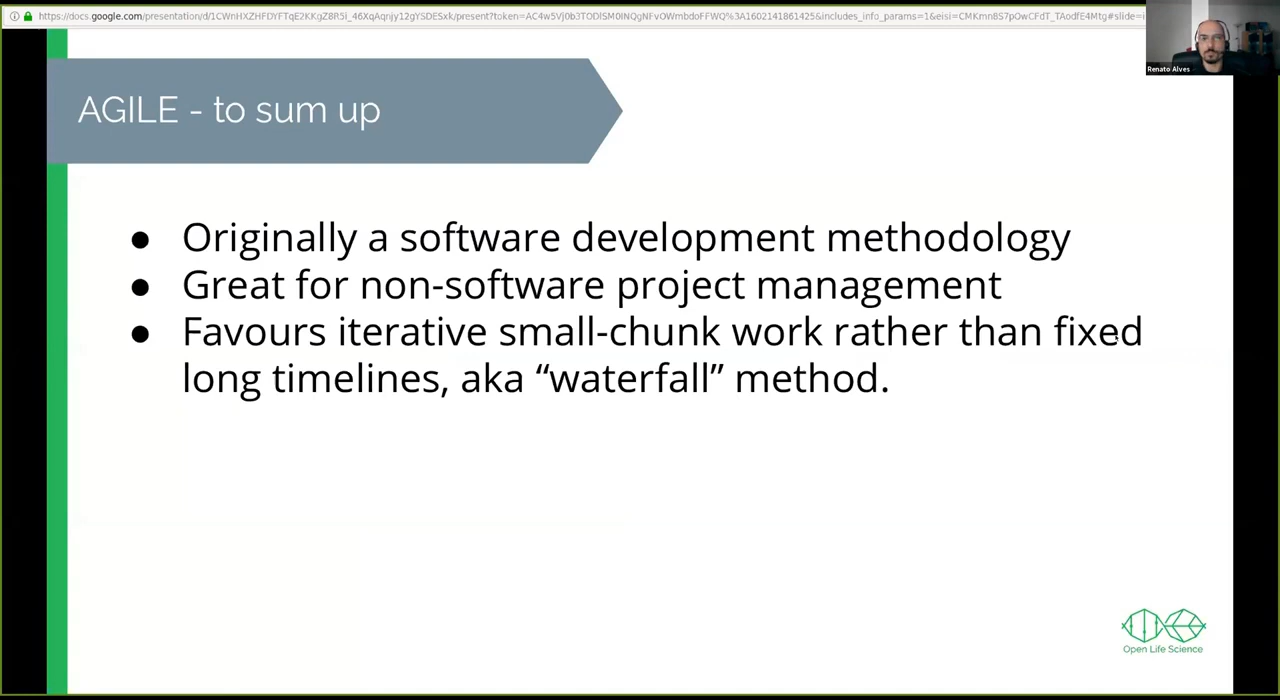 AGILE - to sum up
Renato Alves
● Originally a software development methodology
● Great for non-software project management
● Favours iterative small-chunk work rather than fixed
long timelines, aka “waterfall” method.
Open Life Science